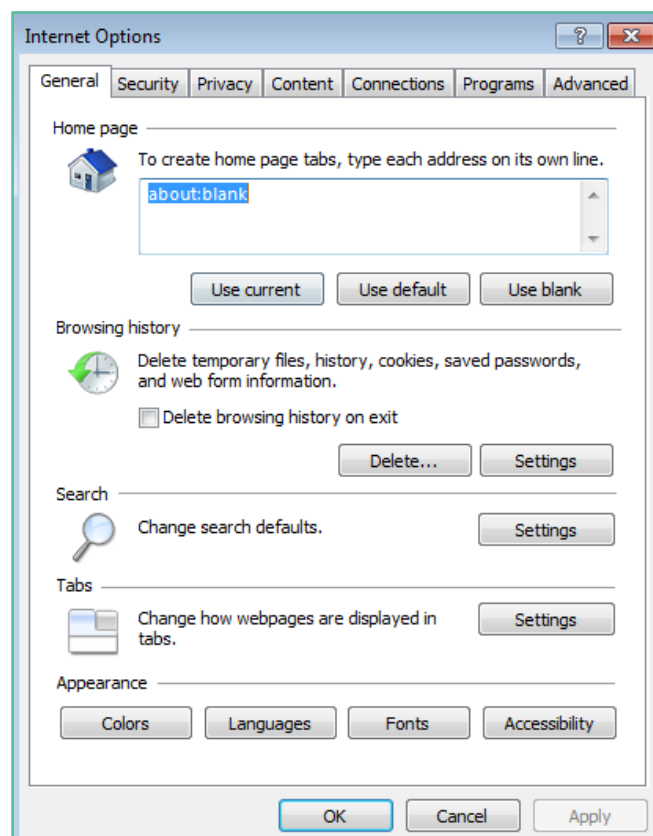 Internet Options
General Security Privacy Content Connections Programs Advanced
Home page
To create home page tabs, type each address on its own line.
about:blank
Use current Use default Use blank
Browsing history
Delete temporary files, history, cookies, saved passwords,
and web form information.
Delete browsing history on exit
Delete... Settings
Search
Change search defaults.
Settings
Tabs
Change how webpages are displayed in
tabs.
Settings
Appearance
Colors Languages Fonts Accessibility
OK Cancel Apply